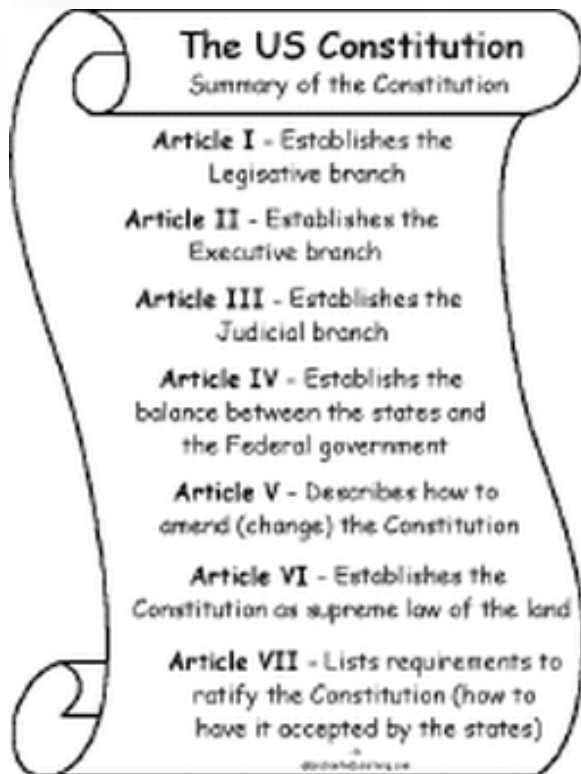 The US Constitution
Summary of the Constitution
Article I - Establishes the
Legisative branch
Article II - Establishes the
Executive branch
Article III - Establishes the
Judicial branch
Article IV - Establishs the
balance between the states and
the Federal government
Article V - Describes how to
amend (change) the Constitution
Article VI - Establishes the
Constitution as supreme law of the land
Article VII - Lists requirements to
ratify the Constitution (how to
have it accepted by the states)